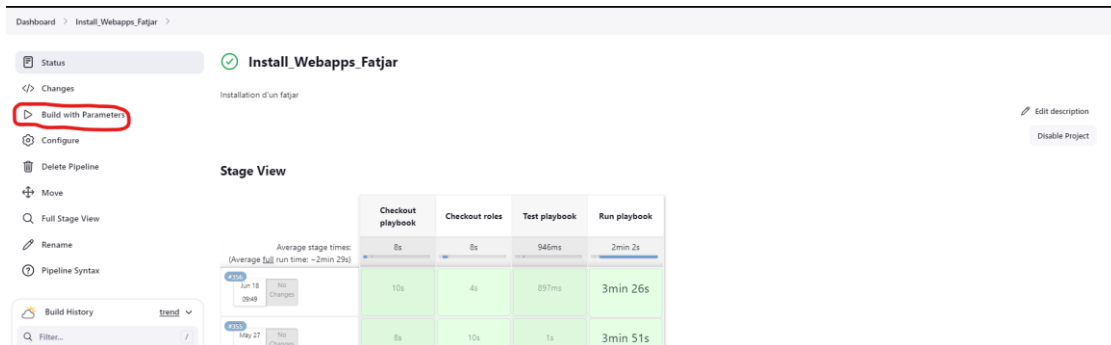 Dashboard > Install_Webapps_Fatjar >
Status
Changes
Build with Parameters
Configure
Delete Pipeline
Move
Full Stage View
Rename
Pipeline Syntax
Build History trend
Filter... /
Install_Webapps_Fatjar
Installation d'un fatjar
Edit description
Disable Project
Stage View
Checkout playbook
Checkout roles
Test playbook
Run playbook
Average stage times:
(Average full run time: ~2min 29s)
8s 8s 946ms 2min 2s
#356
Jun 18
09:49
No Changes
10s 4s 897ms 3min 26s
#355
May 27
No Changes
8s 10s 1s 3min 51s